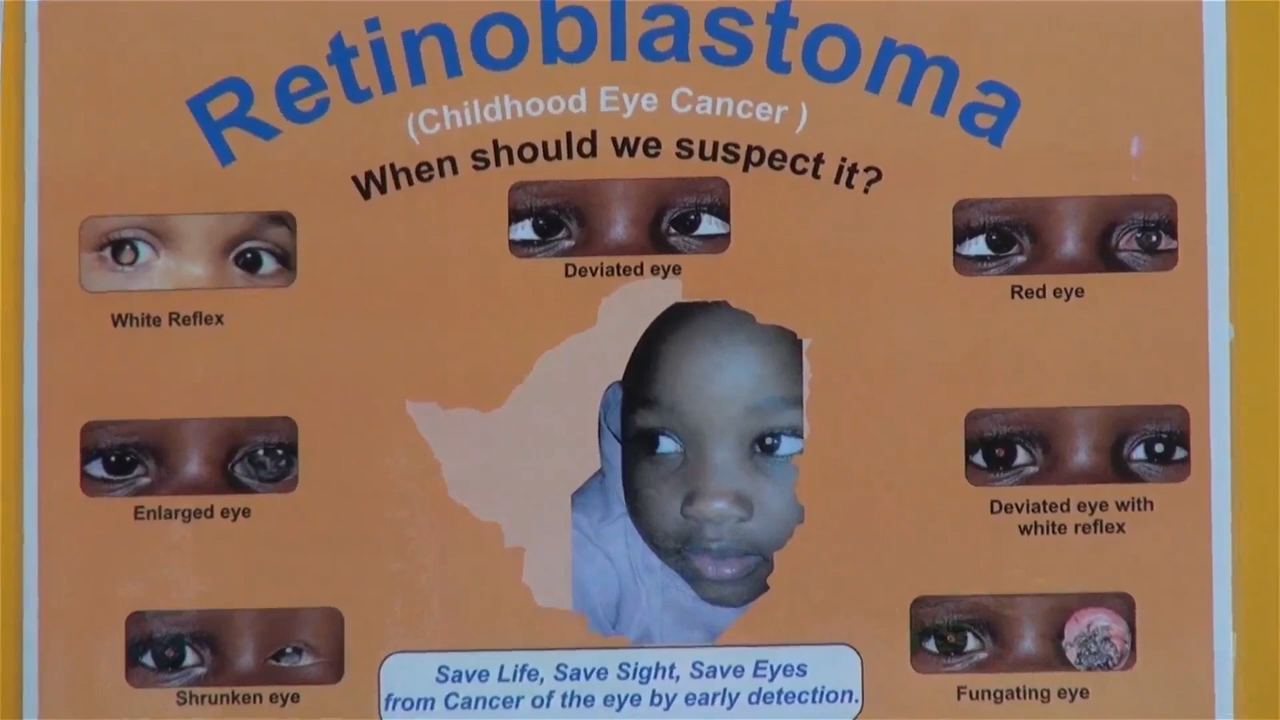 Retinoblastoma
(Childhood Eye Cancer )
When should we suspect it?
Deviated eye
Red eye
White Reflex
Enlarged eye
Deviated eye with
white reflex
Shrunken eye
Fungating eye
Save Life, Save Sight, Save Eyes
from Cancer of the eye by early detection.